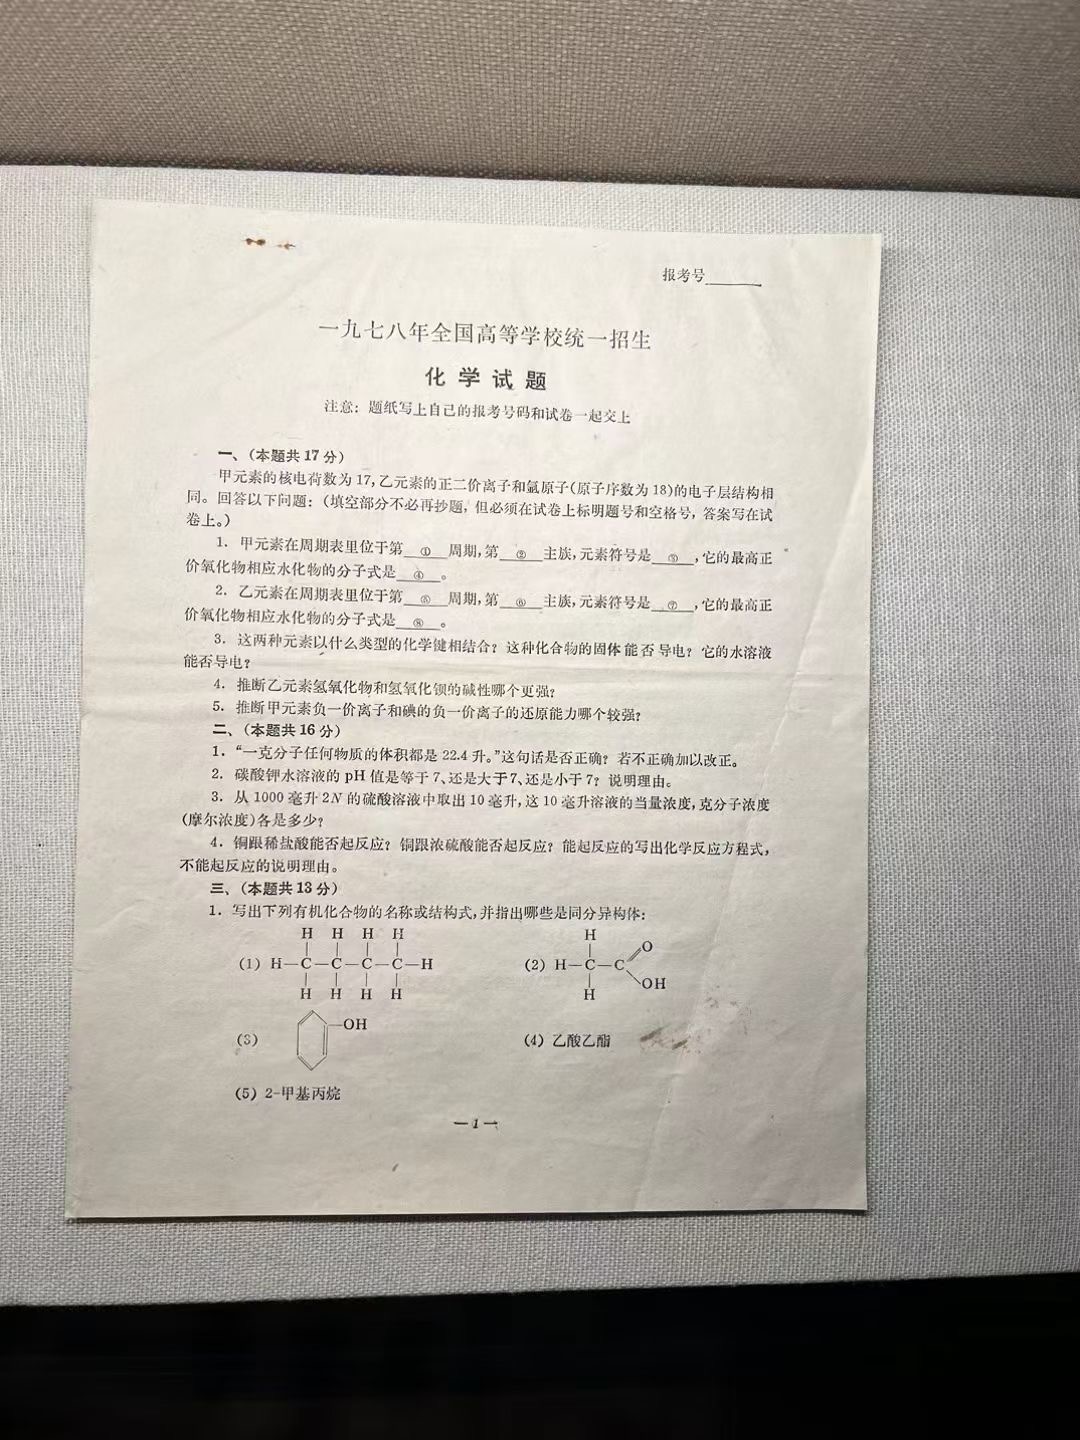 报考号______
一九七八年全国高等学校统一招生
化学试题
注意：题纸写上自己的报考号码和试卷一起交上
一、（本题共17分）
甲元素的核电荷数为17，乙元素的正二价离子和氩原子（原子序数为18）的电子层结构相
同。回答以下问题：（填空部分不必再抄题，但必须在试卷上标明题号和空格号，答案写在试
卷上。）
1．甲元素在周期表里位于第 ① 周期，第 ② 主族，元素符号是 ③ ，它的最高正
价氧化物相应水化物的分子式是 ④ 。
2．乙元素在周期表里位于第 ⑤ 周期，第 ⑥ 主族，元素符号是 ⑦ ，它的最高正
价氧化物相应水化物的分子式是 ⑧ 。
3．这两种元素以什么类型的化学键相结合？这种化合物的固体能否导电？它的水溶液
能否导电？
4．推断乙元素氢氧化物和氢氧化钡的碱性哪个更强？
5．推断甲元素负一价离子和碘的负一价离子的还原能力哪个较强？
二、（本题共16分）
1．“一克分子任何物质的体积都是22.4升。”这句话是否正确？若不正确加以改正。
2．碳酸钾水溶液的pH值是等于7、还是大于7、还是小于7？说明理由。
3．从1000毫升2N的硫酸溶液中取出10毫升，这10毫升溶液的当量浓度，克分子浓度
（摩尔浓度）各是多少？
4．铜跟稀盐酸能否起反应？铜跟浓硫酸能否起反应？能起反应的写出化学反应方程式，
不能起反应的说明理由。
三、（本题共13分）
1．写出下列有机化合物的名称或结构式，并指出哪些是同分异构体：
H H H H
(1) H—C—C—C—C—H
H H H H
H
O
(2) H—C—C
OH
H
(3) —OH
(4) 乙酸乙酯
(5) 2-甲基丙烷
— 1 —